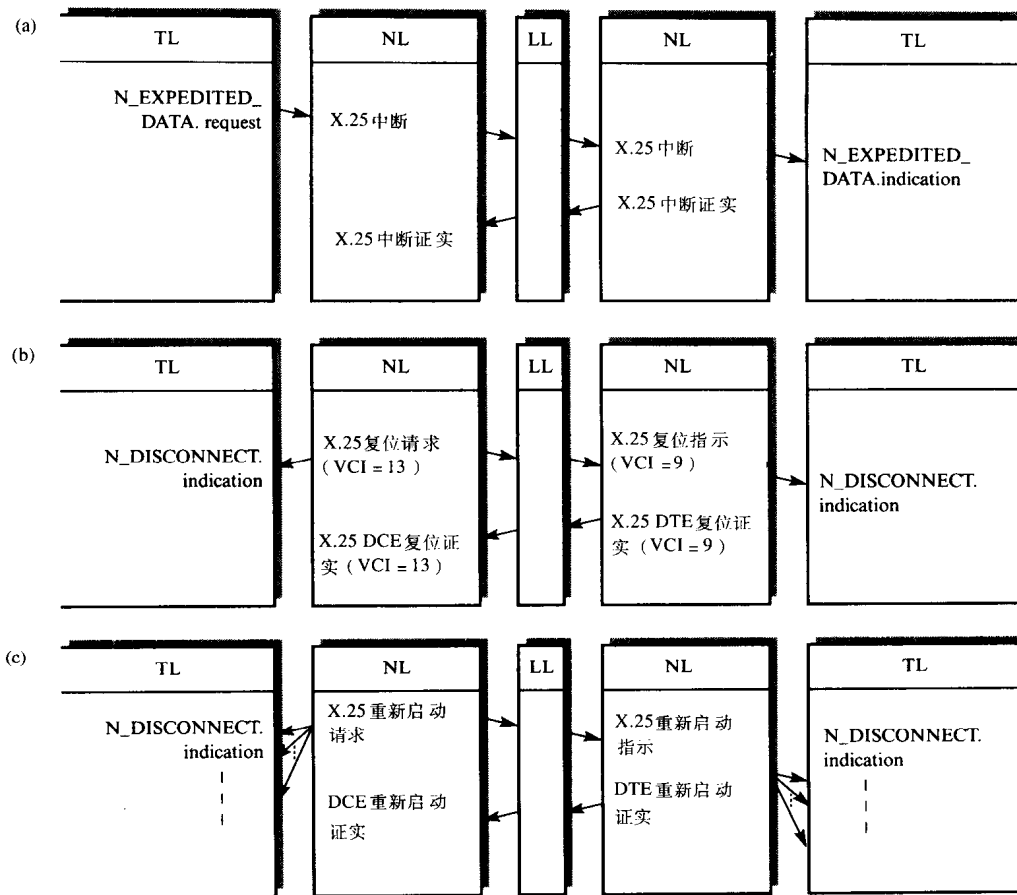 (a)
TL
NL
LL
NL
TL
N_EXPEDITED_
DATA. request
X.25中断
X.25中断
N_EXPEDITED_
DATA.indication
X.25中断证实
X.25中断证实
(b)
TL
NL
LL
NL
TL
N_DISCONNECT.
indication
X.25复位请求
(VCI = 13 )
X.25复位指示
(VCI = 9 )
N_DISCONNECT.
indication
X.25 DCE复位证
实 ( VCI = 13 )
X.25 DTE复位证
实 ( VCI = 9 )
(c)
TL
NL
LL
NL
TL
N_DISCONNECT.
indication
X.25重新启动
请求
X.25重新启动
指示
N_DISCONNECT.
indication
DCE重新启动
证实
DTE重新启动
证实